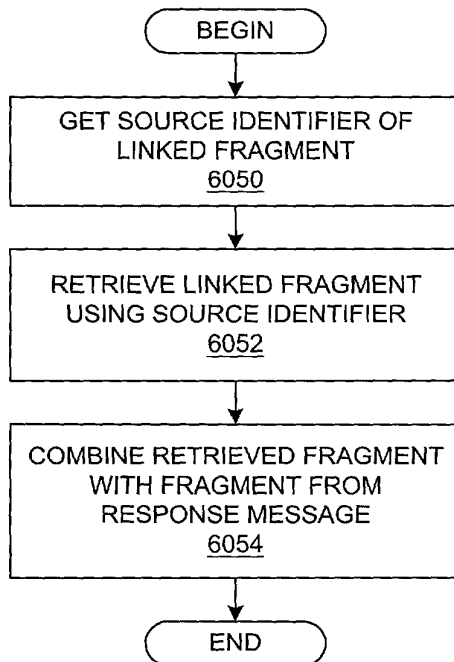 BEGIN
GET SOURCE IDENTIFIER OF
LINKED FRAGMENT
6050
RETRIEVE LINKED FRAGMENT
USING SOURCE IDENTIFIER
6052
COMBINE RETRIEVED FRAGMENT
WITH FRAGMENT FROM
RESPONSE MESSAGE
6054
END